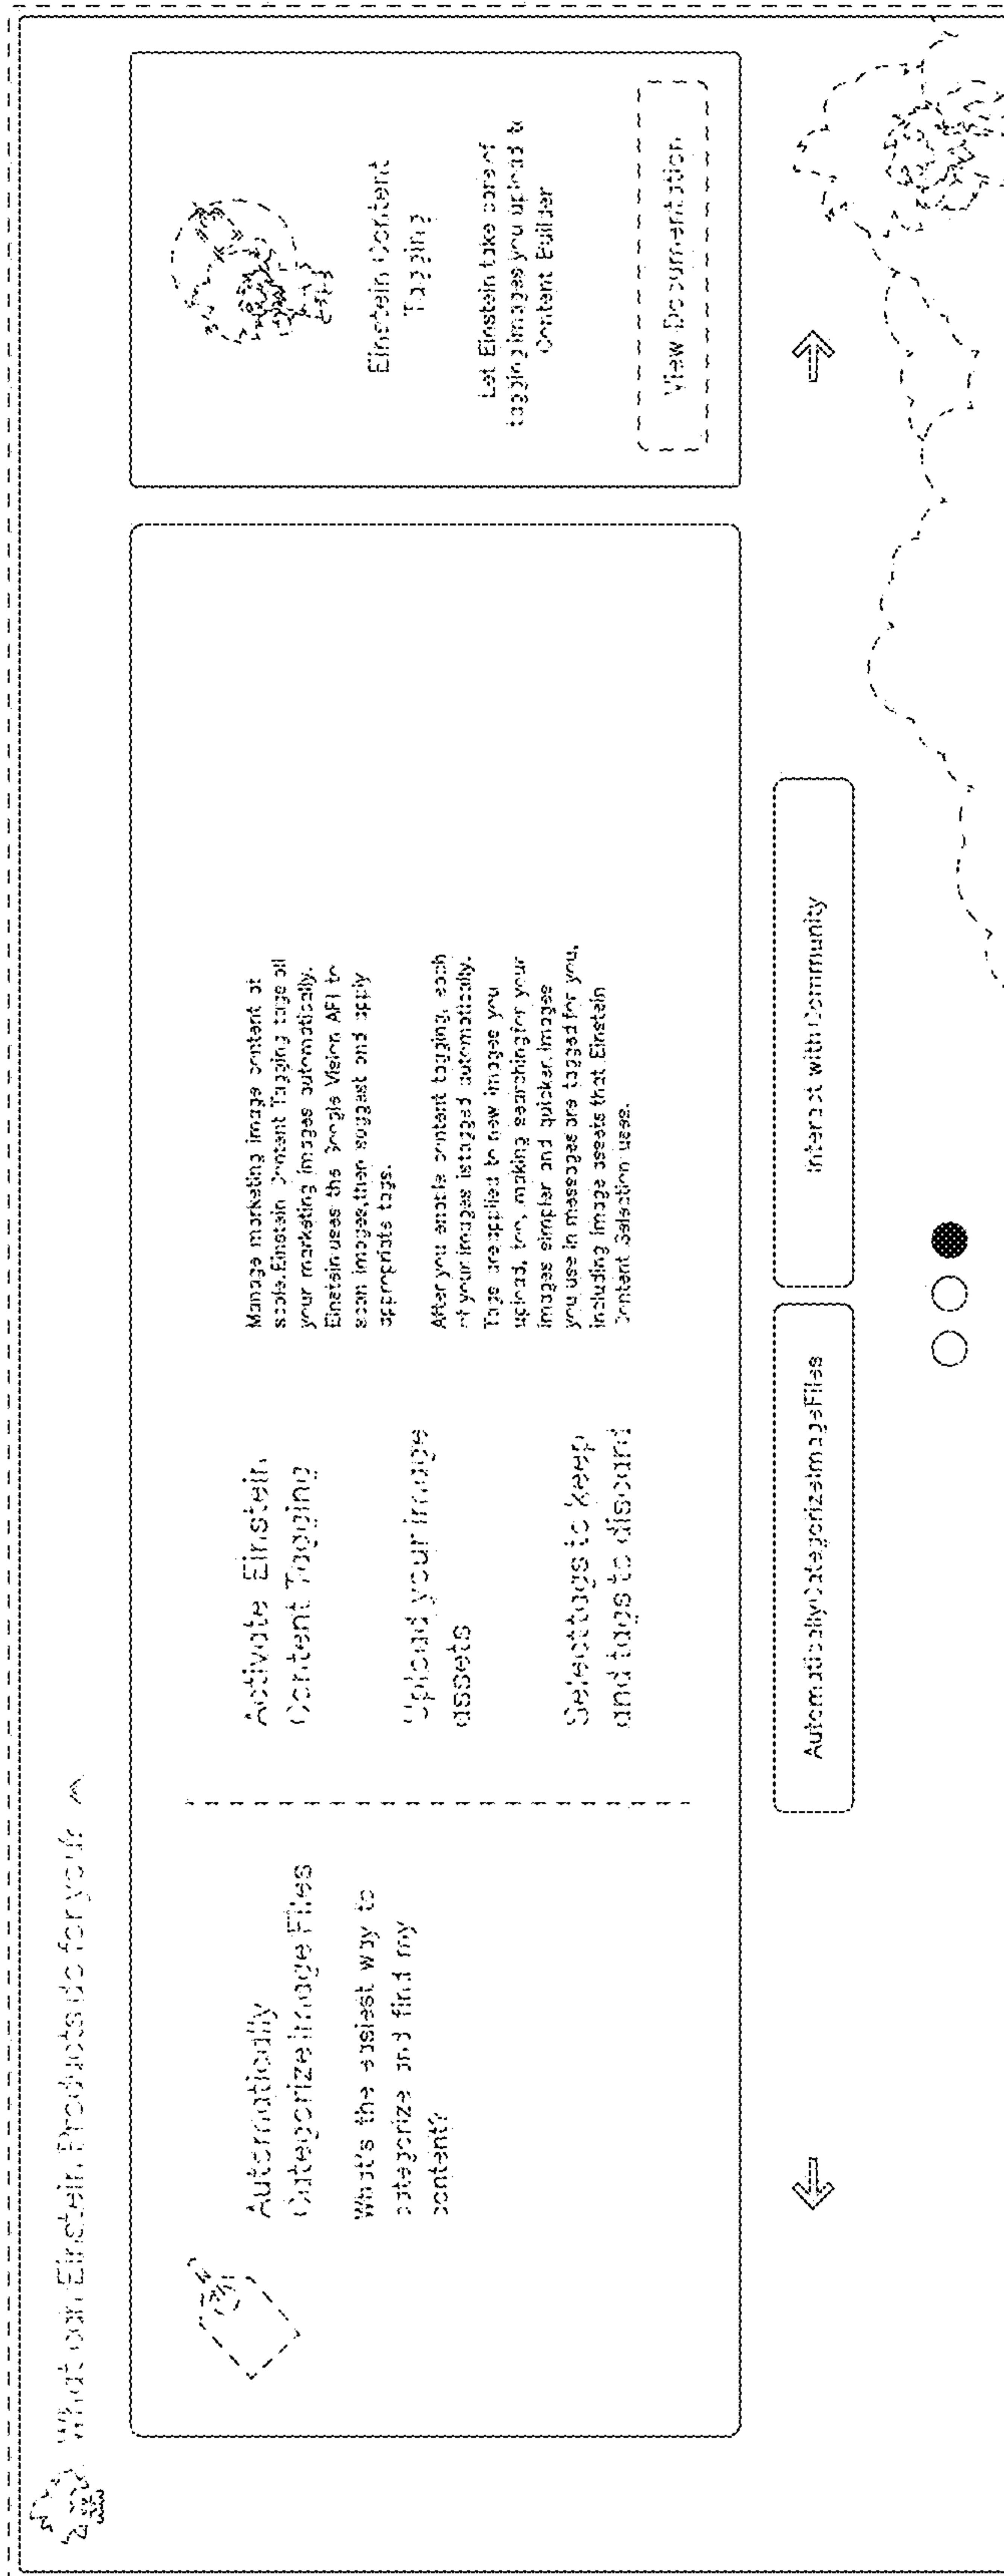 What can Einstein Products do for your
Automatically
Categorize Image Files
What's the easiest way to
categorize and find my
content?
Activate Einstein
Content Tagging
Upload your image
assets
Select tags to keep
and tags to discard
Manage marketing image content at
scale. Einstein Content Tagging tags all
your marketing images automatically.
Einstein uses the Google Vision API to
scan images, then suggest and apply
appropriate tags.
After you enable content tagging, each
of your images is tagged automatically.
Tags are applied to new images you
upload, too, making searching for your
images simpler and quicker. Images
you use in messages are tagged for you,
including image assets that Einstein
Content Selection uses.
Einstein Content
Tagging
Let Einstein take care of
tagging images you upload to
Content Builder
View Documentation
Automatically Categorize Image Files
Interact with Community